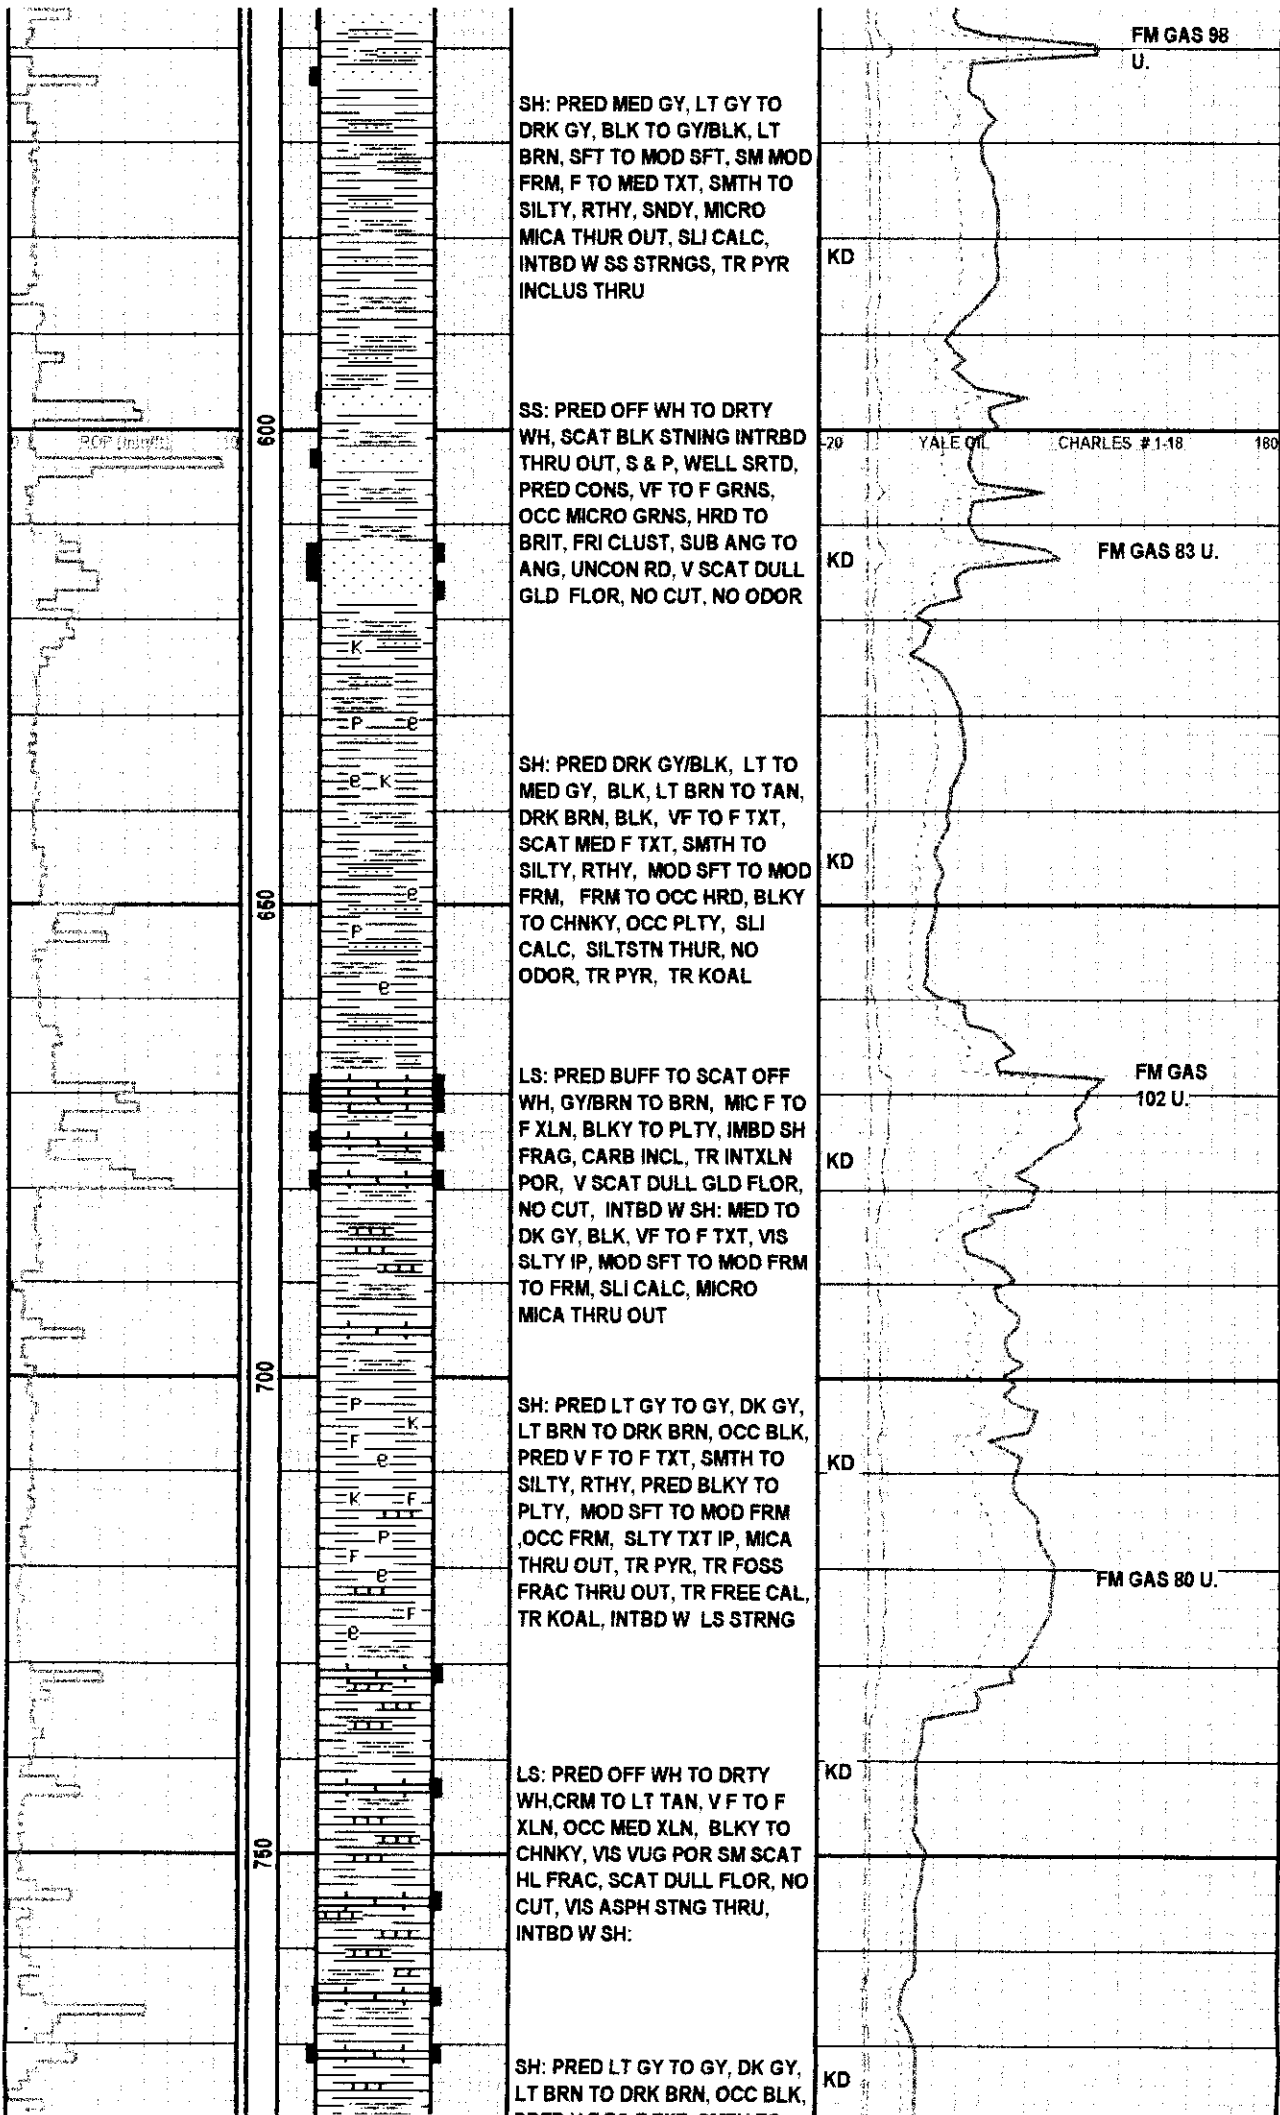 FM GAS 98
U.
SH: PRED MED GY, LT GY TO
DRK GY, BLK TO GY/BLK, LT
BRN, SFT TO MOD SFT, SM MOD
FRM, F TO MED TXT, SMTH TO
SILTY, RTHY, SNDY, MICRO
MICA THUR OUT, SLI CALC,
INTBD W SS STRNGS, TR PYR
INCLUS THRU
KD
SS: PRED OFF WH TO DRTY
WH, SCAT BLK STNING INTRBD
THRU OUT, S & P, WELL SRTD,
PRED CONS, VF TO F GRNS,
OCC MICRO GRNS, HRD TO
BRIT, FRI CLUST, SUB ANG TO
ANG, UNCON RD, V SCAT DULL
GLD FLOR, NO CUT, NO ODOR
ROP (min/ft)
600
-20 YALE OIL CHARLES # 1-18 180
KD
FM GAS 83 U.
K
P e
e K
SH: PRED DRK GY/BLK, LT TO
MED GY, BLK, LT BRN TO TAN,
DRK BRN, BLK, VF TO F TXT,
SCAT MED F TXT, SMTH TO
SILTY, RTHY, MOD SFT TO MOD
FRM, FRM TO OCC HRD, BLKY
TO CHNKY, OCC PLTY, SLI
CALC, SILTSTN THUR, NO
ODOR, TR PYR, TR KOAL
KD
650
e
P
e
LS: PRED BUFF TO SCAT OFF
WH, GY/BRN TO BRN, MIC F TO
F XLN, BLKY TO PLTY, IMBD SH
FRAG, CARB INCL, TR INTXLN
POR, V SCAT DULL GLD FLOR,
NO CUT, INTBD W SH: MED TO
DK GY, BLK, VF TO F TXT, VIS
SLTY IP, MOD SFT TO MOD FRM
TO FRM, SLI CALC, MICRO
MICA THRU OUT
FM GAS
102 U.
KD
700
P
K
F
e
K F
P
F
e
F
e
SH: PRED LT GY TO GY, DK GY,
LT BRN TO DRK BRN, OCC BLK,
PRED V F TO F TXT, SMTH TO
SILTY, RTHY, PRED BLKY TO
PLTY, MOD SFT TO MOD FRM
,OCC FRM, SLTY TXT IP, MICA
THRU OUT, TR PYR, TR FOSS
FRAC THRU OUT, TR FREE CAL,
TR KOAL, INTBD W LS STRNG
KD
FM GAS 80 U.
LS: PRED OFF WH TO DRTY
WH,CRM TO LT TAN, V F TO F
XLN, OCC MED XLN, BLKY TO
CHNKY, VIS VUG POR SM SCAT
HL FRAC, SCAT DULL FLOR, NO
CUT, VIS ASPH STNG THRU,
INTBD W SH:
KD
750
SH: PRED LT GY TO GY, DK GY,
LT BRN TO DRK BRN, OCC BLK,
KD